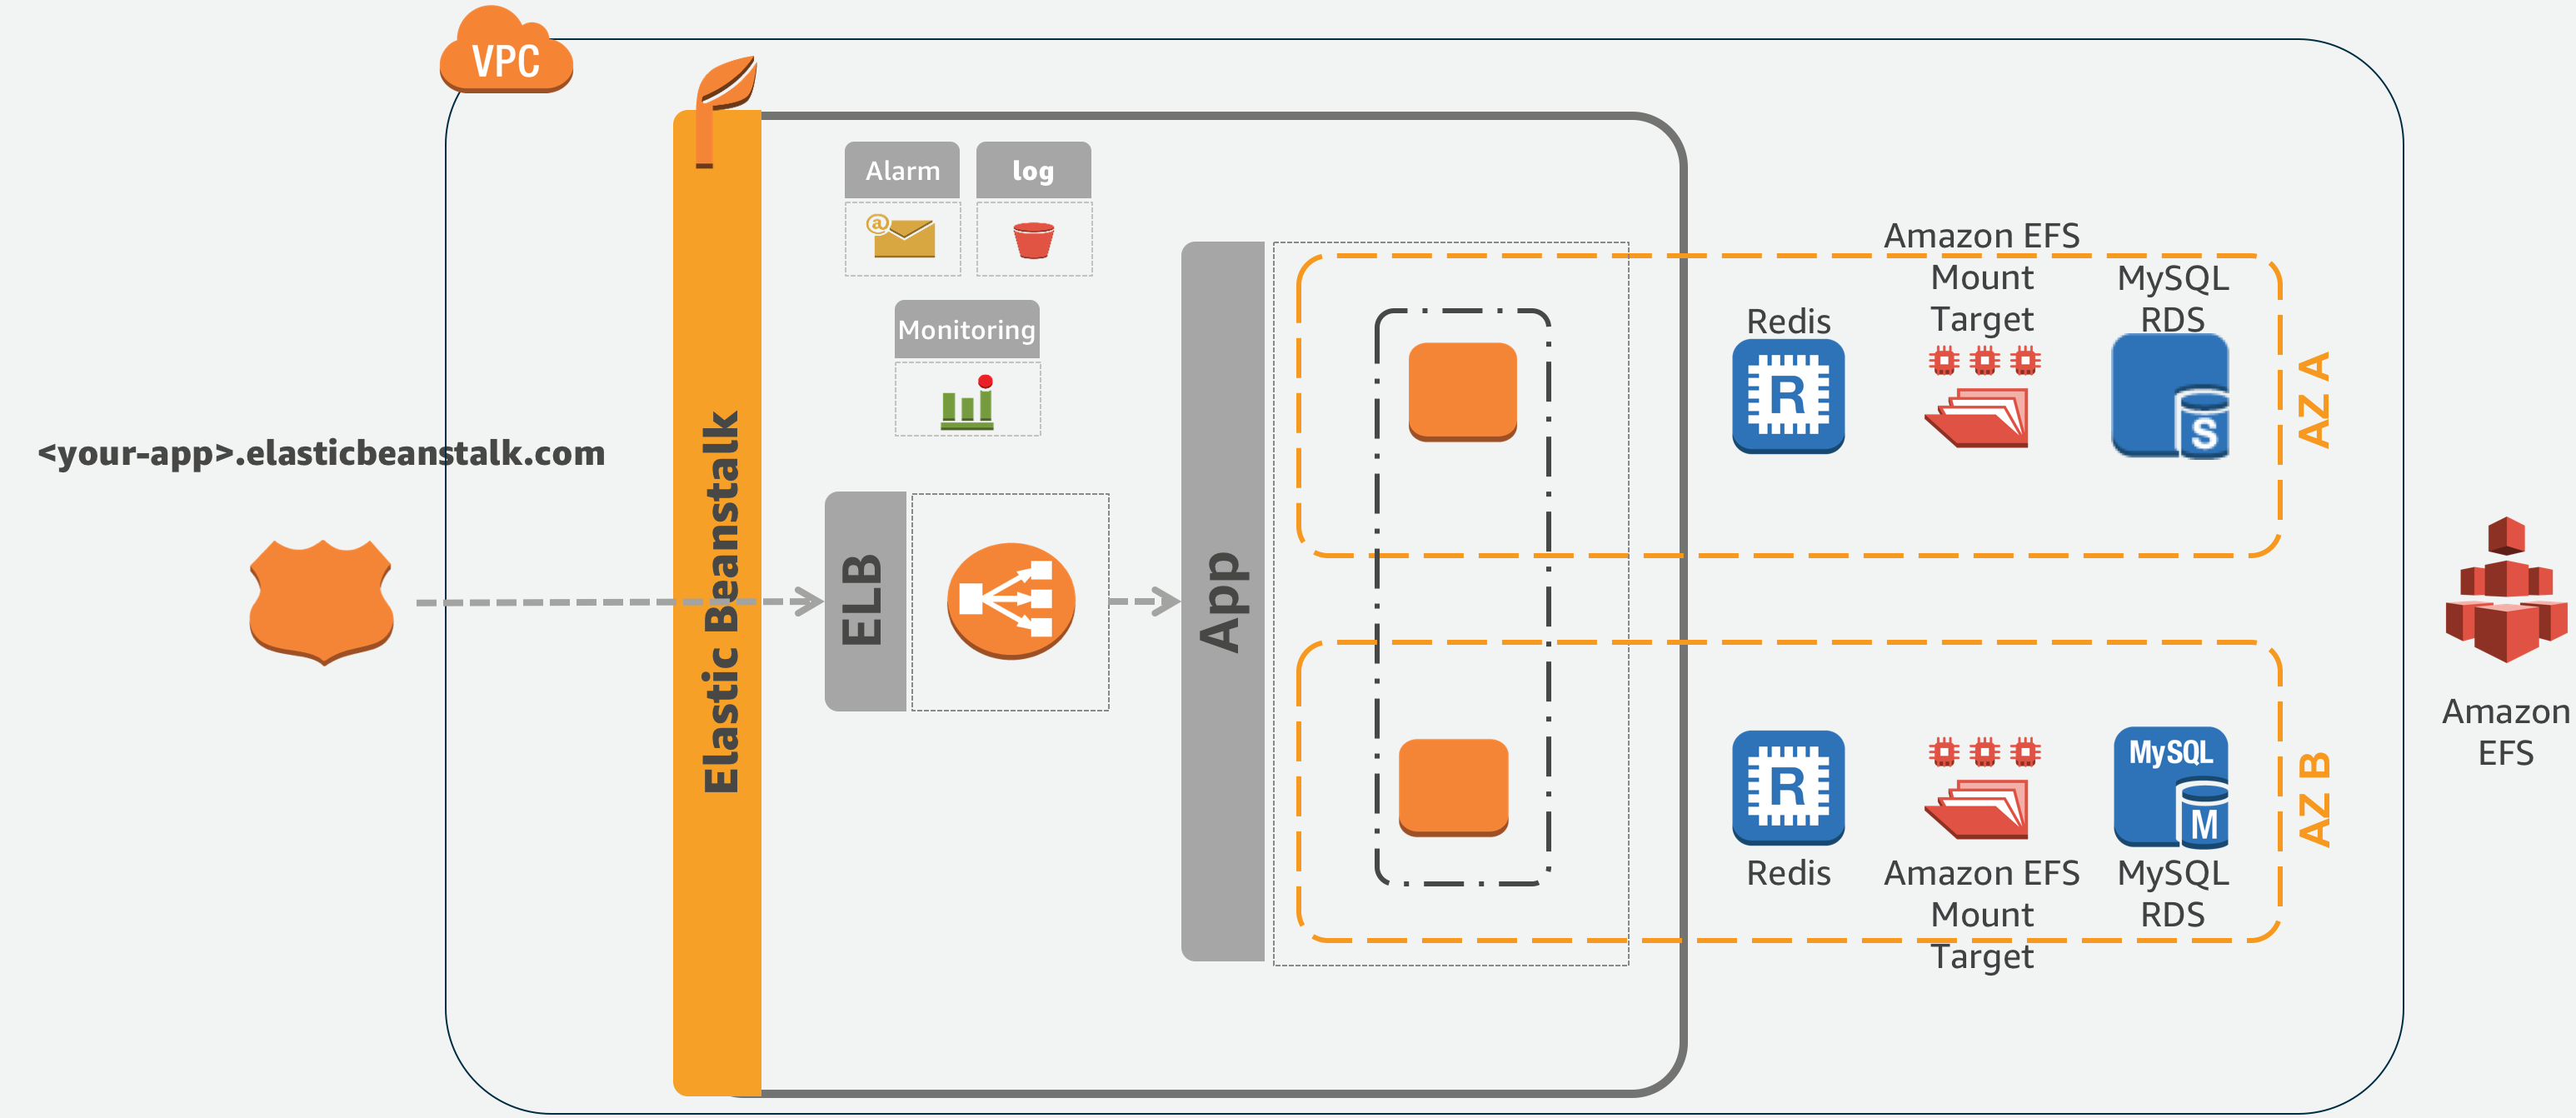 VPC
Alarm
log
@
Monitoring
<your-app>.elasticbeanstalk.com
Elastic Beanstalk
ELB
App
Amazon EFS
Mount
Target
Redis
R
MySQL
RDS
S
AZ A
R
Redis
Amazon EFS
Mount
Target
MySQL
M
MySQL
RDS
AZ B
Amazon
EFS